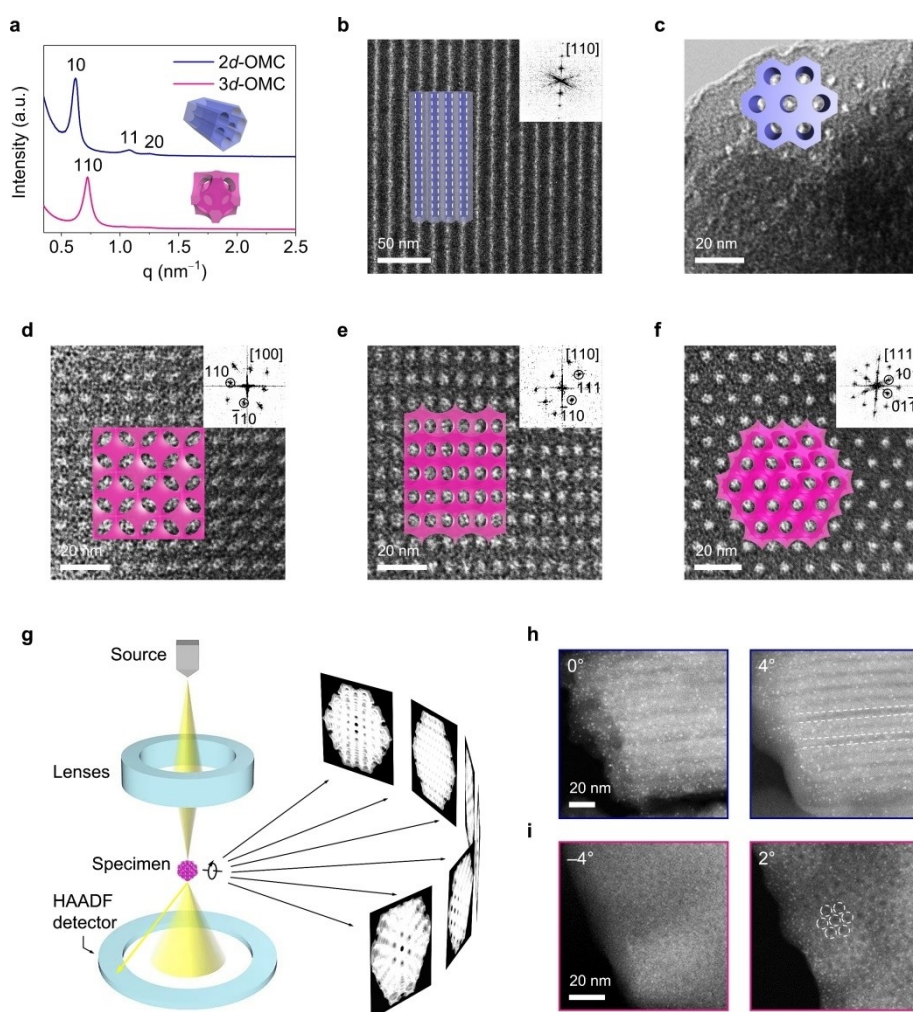 a
2d-OMC
3d-OMC
10
11
20
110
Intensity (a.u.)
0.5
1.0
1.5
2.0
2.5
q (nm⁻¹)
b
[110]
50 nm
c
20 nm
d
[100]
110
1̄10
20 nm
e
[110]
1̄11
1̄10
20 nm
f
[111]
20 nm
g
Source
Lenses
Specimen
HAADF
detector
h
0°
20 nm
4°
i
–4°
20 nm
2°